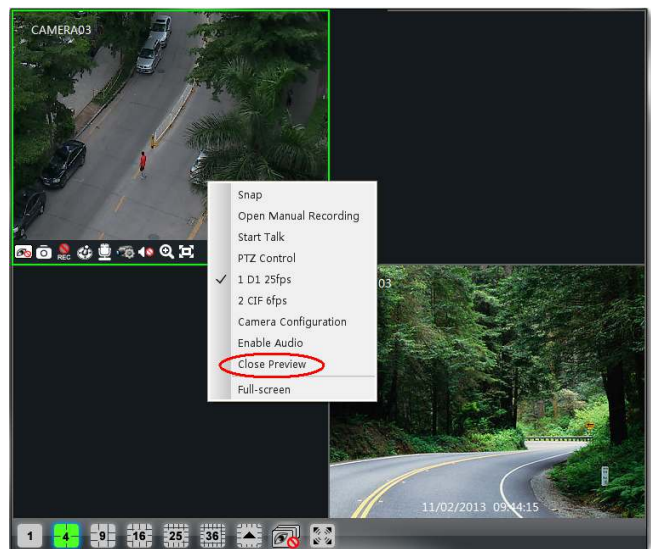 CAMERA03
REC
Snap
Open Manual Recording
Start Talk
PTZ Control
1 D1 25fps
2 CIF 6fps
Camera Configuration
Enable Audio
Close Preview
Full-screen
03
11/02/2013 09:44:15
1 4 9 16 25 36